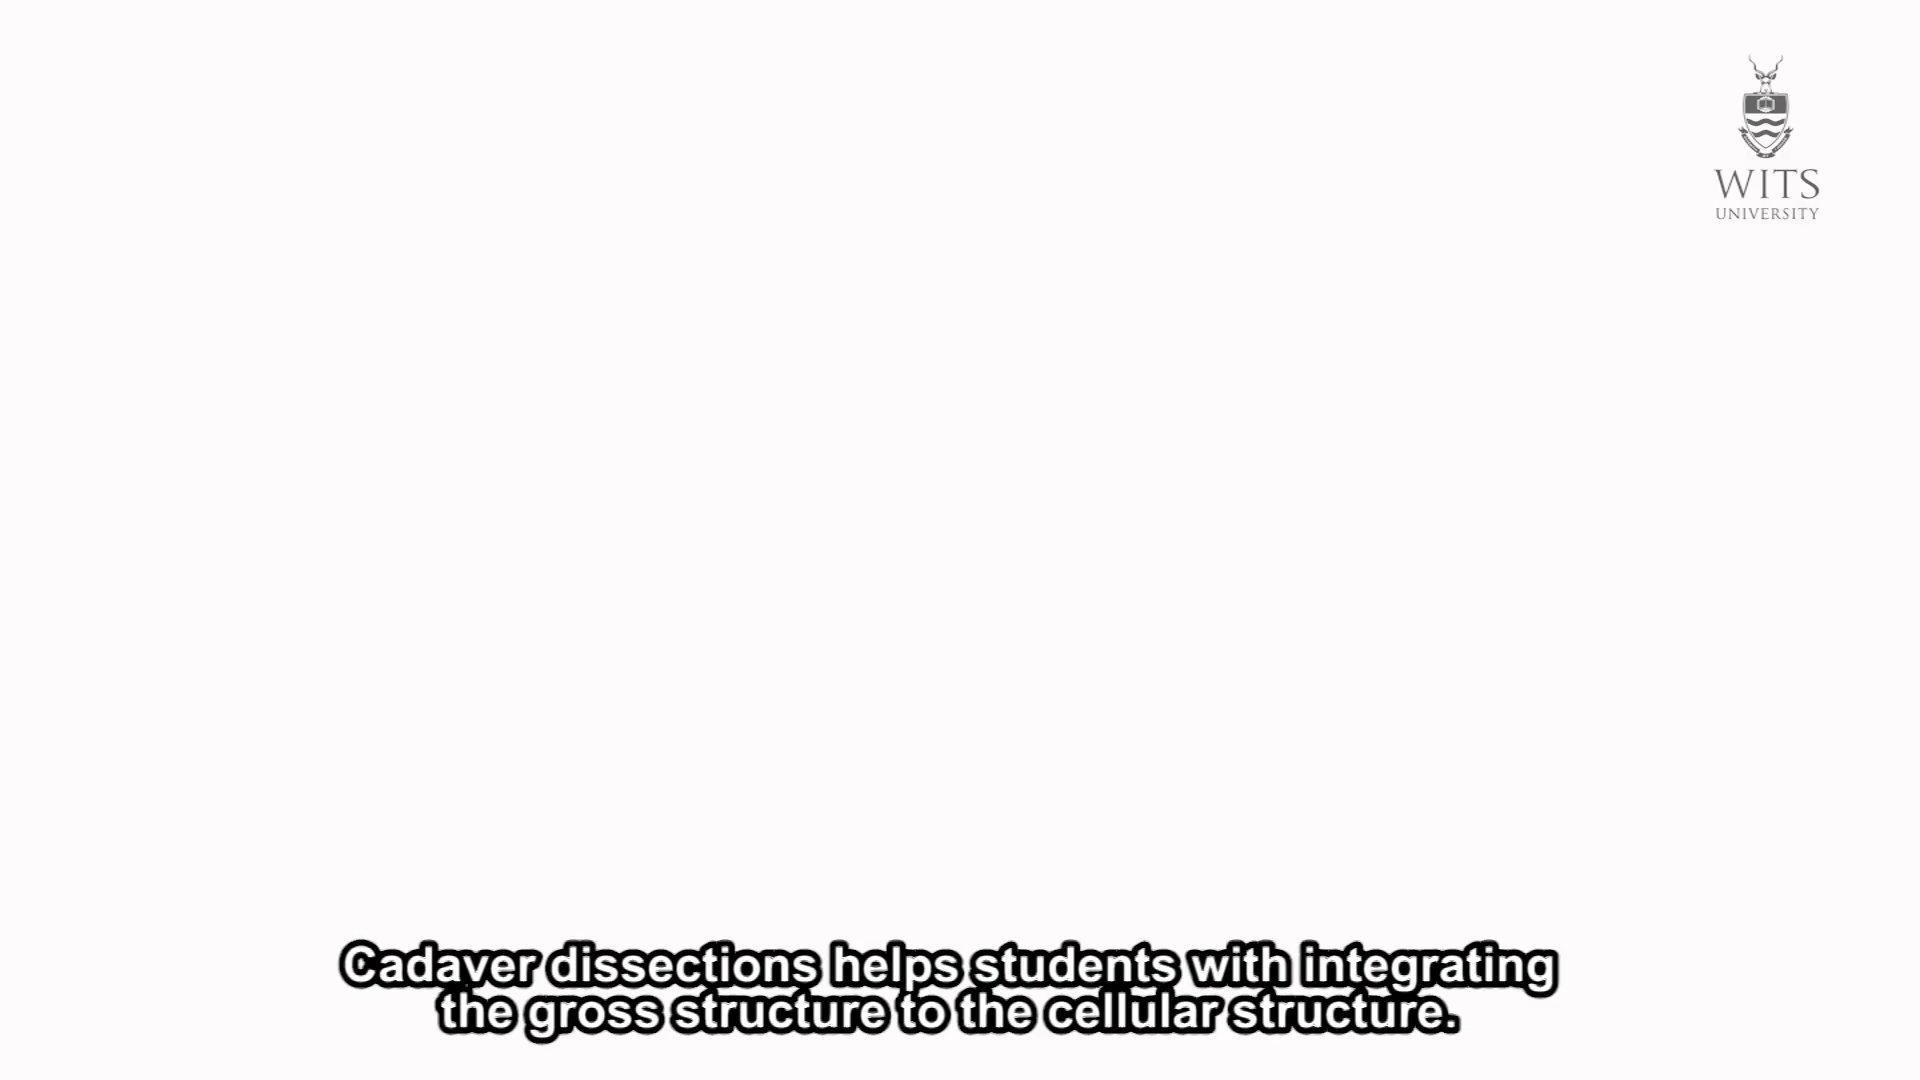 WITS
UNIVERSITY
Cadaver dissections helps students with integrating
the gross structure to the cellular structure.